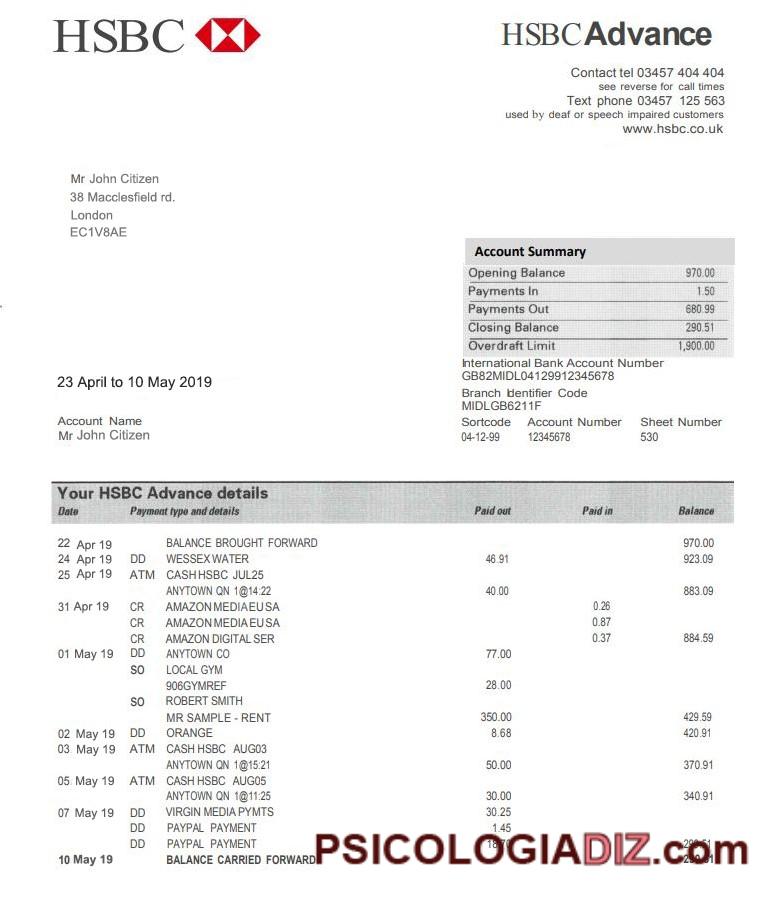 HSBC
HSBC Advance
Contact tel 03457 404 404
see reverse for call times
Text phone 03457 125 563
used by deaf or speech impaired customers
www.hsbc.co.uk
Mr John Citizen
38 Macclesfield rd.
London
EC1V8AE
Account Summary
Opening Balance 970.00
Payments In 1.50
Payments Out 680.99
Closing Balance 290.51
Overdraft Limit 1,900.00
International Bank Account Number
GB82MIDL04129912345678
Branch Identifier Code
MIDLGB6211F
Sortcode Account Number Sheet Number
04-12-99 12345678 530
23 April to 10 May 2019
Account Name
Mr John Citizen
Your HSBC Advance details
Date Payment type and details Paid out Paid in Balance
22 Apr 19 BALANCE BROUGHT FORWARD 970.00
24 Apr 19 DD WESSEX WATER 46.91 923.09
25 Apr 19 ATM CASH HSBC JUL25
ANYTOWN QN 1@14:22 40.00 883.09
31 Apr 19 CR AMAZON MEDIA EU SA 0.26
CR AMAZON MEDIA EU SA 0.87
CR AMAZON DIGITAL SER 0.37 884.59
01 May 19 DD ANYTOWN CO 77.00
SO LOCAL GYM
906GYMREF 28.00
SO ROBERT SMITH
MR SAMPLE - RENT 350.00 429.59
02 May 19 DD ORANGE 8.68 420.91
03 May 19 ATM CASH HSBC AUG03
ANYTOWN QN 1@15:21 50.00 370.91
05 May 19 ATM CASH HSBC AUG05
ANYTOWN QN 1@11:25 30.00 340.91
07 May 19 DD VIRGIN MEDIA PYMTS 30.25
DD PAYPAL PAYMENT 1.45
DD PAYPAL PAYMENT
10 May 19 BALANCE CARRIED FORWARD
PSICOLOGIADIZ.com